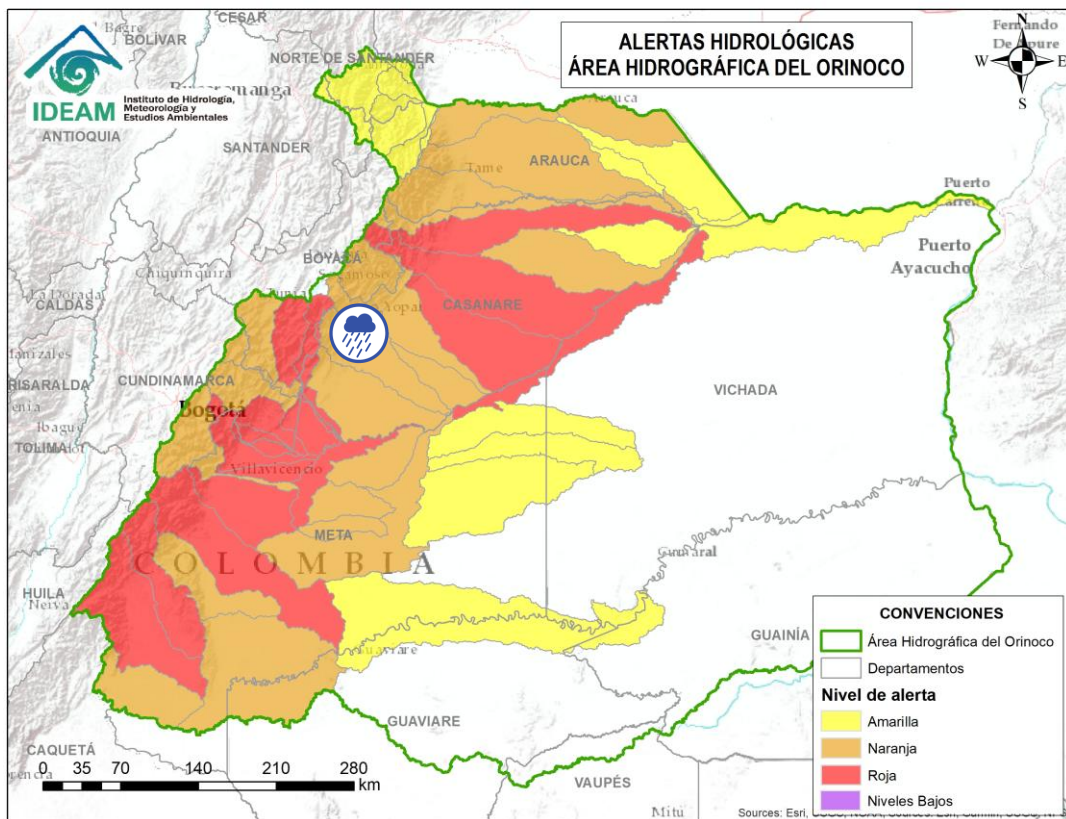 ALERTAS HIDROLÓGICAS
ÁREA HIDROGRÁFICA DEL ORINOCO
IDEAM
Instituto de Hidrología,
Meteorología y
Estudios Ambientales
N
W
E
S
CESAR
BOLÍVAR
Fernando
NORTE DE SANTANDER
ANTIOQUIA
SANTANDER
ARAUCA
Tame
Puerto
Puerto
Ayacucho
BOYACÁ
Chiquinquira
La Dorada
CALDAS
CASANARE
RISARALDA
CUNDINAMARCA
Bogotá
VICHADA
Ibagué
TOLIMA
Villavicencio
META
COLOMBIA
HUILA
Neiva
GUAINÍA
GUAVIARE
CAQUETÁ
VAUPÉS
Mitú
0 35 70 140 210 280
km
CONVENCIONES
Área Hidrográfica del Orinoco
Departamentos
Nivel de alerta
Amarilla
Naranja
Roja
Niveles Bajos
Sources: Esri,